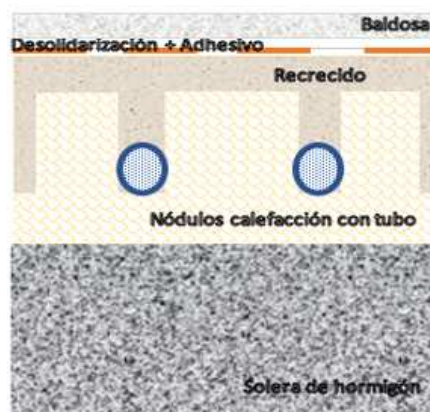 Baldosa
Desolidarización + Adhesivo
Recrecido
Nódulos calefacción con tubo
Solera de hormigón